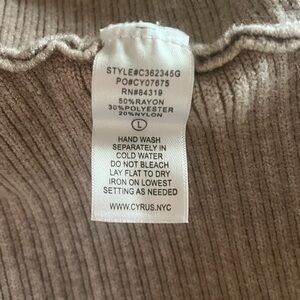 STYLE#C362345G
PO#CY07675
RN#84319
50%RAYON
30%POLYESTER
20%NYLON
L
HAND WASH
SEPARATELY IN
COLD WATER
DO NOT BLEACH
LAY FLAT TO DRY
IRON ON LOWEST
SETTING AS NEEDED
WWW.CYRUS.NYC